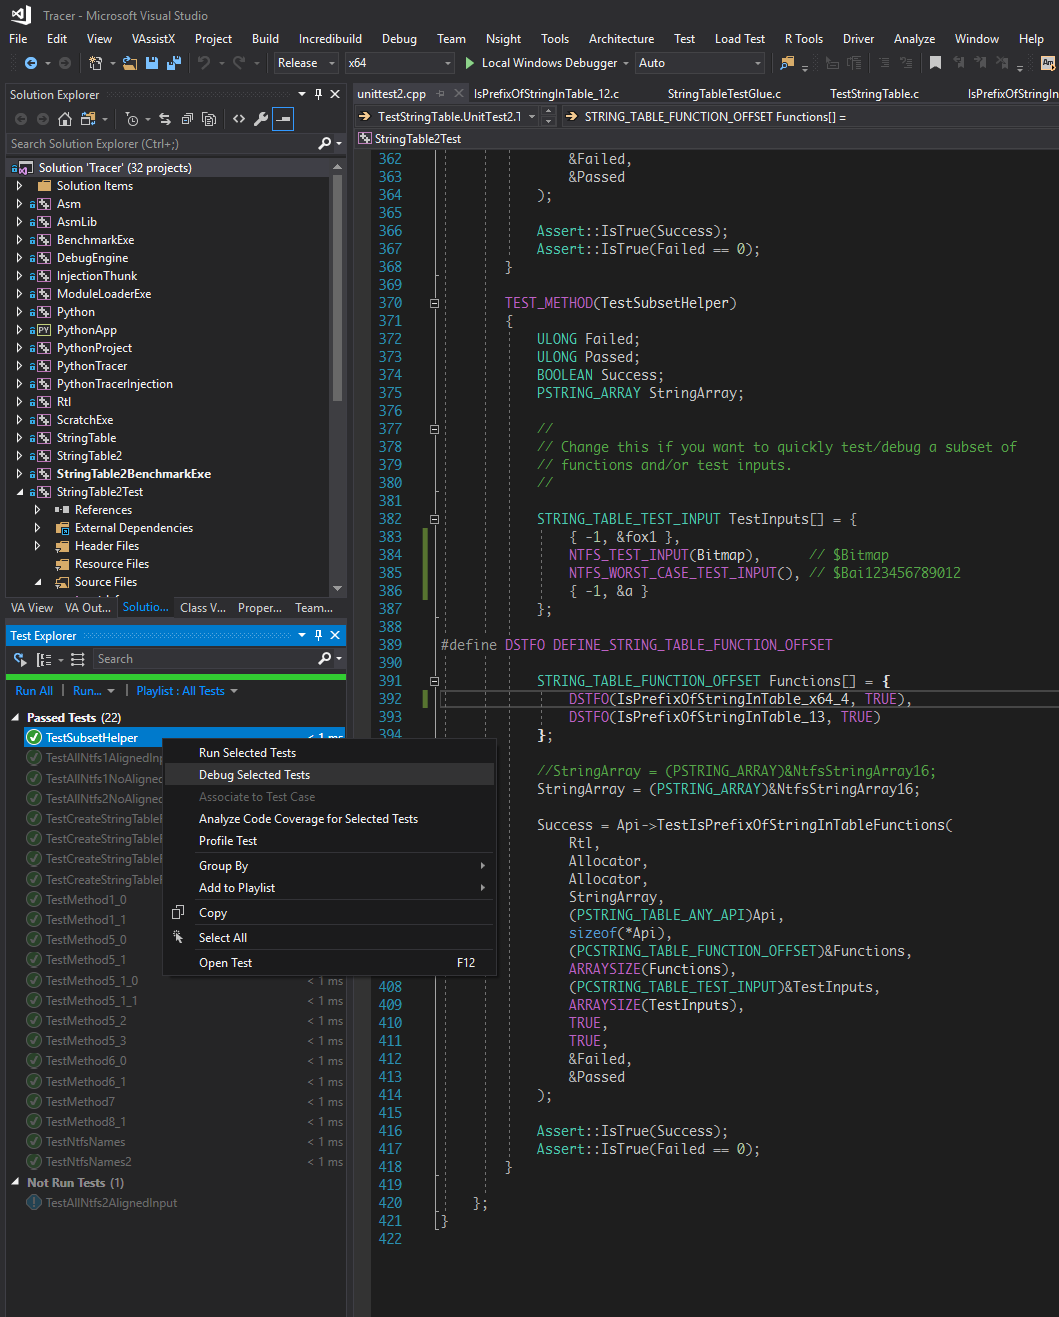 Tracer - Microsoft Visual Studio
File Edit View VAssistX Project Build Incredibuild Debug Team Nsight Tools Architecture Test Load Test R Tools Driver Analyze Window Help
Release x64 Local Windows Debugger Auto
Solution Explorer
Search Solution Explorer (Ctrl+;)
Solution 'Tracer' (32 projects)
Solution Items
Asm
AsmLib
BenchmarkExe
DebugEngine
InjectionThunk
ModuleLoaderExe
Python
PY PythonApp
PythonProject
PythonTracer
PythonTracerInjection
Rtl
ScratchExe
StringTable
StringTable2
StringTable2BenchmarkExe
StringTable2Test
References
External Dependencies
Header Files
Resource Files
Source Files
VA View VA Out... Solutio... Class V... Proper... Team...
Test Explorer
Search
Run All | Run... | Playlist : All Tests
Passed Tests (22)
TestSubsetHelper < 1 ms
TestAllNtfs1AlignedInp
TestAllNtfs1NoAligned
TestAllNtfs2NoAligned
TestCreateStringTable
TestCreateStringTable
TestCreateStringTable
TestCreateStringTable
TestMethod1_0
TestMethod1_1
TestMethod5_0
TestMethod5_1
TestMethod5_1_0 < 1 ms
TestMethod5_1_1 < 1 ms
TestMethod5_2 < 1 ms
TestMethod5_3 < 1 ms
TestMethod6_0 < 1 ms
TestMethod6_1 < 1 ms
TestMethod7 < 1 ms
TestMethod8_1 < 1 ms
TestNtfsNames < 1 ms
TestNtfsNames2 < 1 ms
Not Run Tests (1)
TestAllNtfs2AlignedInput
Run Selected Tests
Debug Selected Tests
Associate to Test Case
Analyze Code Coverage for Selected Tests
Profile Test
Group By
Add to Playlist
Copy
Select All
Open Test F12
unittest2.cpp IsPrefixOfStringInTable_12.c StringTableTestGlue.c TestStringTable.c IsPrefixOfStringIn
TestStringTable.UnitTest2.T STRING_TABLE_FUNCTION_OFFSET Functions[] =
StringTable2Test
362 &Failed,
363 &Passed
364 );
365
366 Assert::IsTrue(Success);
367 Assert::IsTrue(Failed == 0);
368 }
369
370 TEST_METHOD(TestSubsetHelper)
371 {
372 ULONG Failed;
373 ULONG Passed;
374 BOOLEAN Success;
375 PSTRING_ARRAY StringArray;
376
377 //
378 // Change this if you want to quickly test/debug a subset of
379 // functions and/or test inputs.
380 //
381
382 STRING_TABLE_TEST_INPUT TestInputs[] = {
383 { -1, &fox1 },
384 NTFS_TEST_INPUT(Bitmap), // $Bitmap
385 NTFS_WORST_CASE_TEST_INPUT(), // $Bai123456789012
386 { -1, &a }
387 };
388
389 #define DSTFO DEFINE_STRING_TABLE_FUNCTION_OFFSET
390
391 STRING_TABLE_FUNCTION_OFFSET Functions[] = {
392 DSTFO(IsPrefixOfStringInTable_x64_4, TRUE),
393 DSTFO(IsPrefixOfStringInTable_13, TRUE)
394 };
//StringArray = (PSTRING_ARRAY)&NtfsStringArray16;
StringArray = (PSTRING_ARRAY)&NtfsStringArray16;
Success = Api->TestIsPrefixOfStringInTableFunctions(
Rtl,
Allocator,
Allocator,
StringArray,
(PSTRING_TABLE_ANY_API)Api,
sizeof(*Api),
(PCSTRING_TABLE_FUNCTION_OFFSET)&Functions,
ARRAYSIZE(Functions),
408 (PCSTRING_TABLE_TEST_INPUT)&TestInputs,
409 ARRAYSIZE(TestInputs),
410 TRUE,
411 TRUE,
412 &Failed,
413 &Passed
414 );
415
416 Assert::IsTrue(Success);
417 Assert::IsTrue(Failed == 0);
418 }
419
420 };
421 }
422